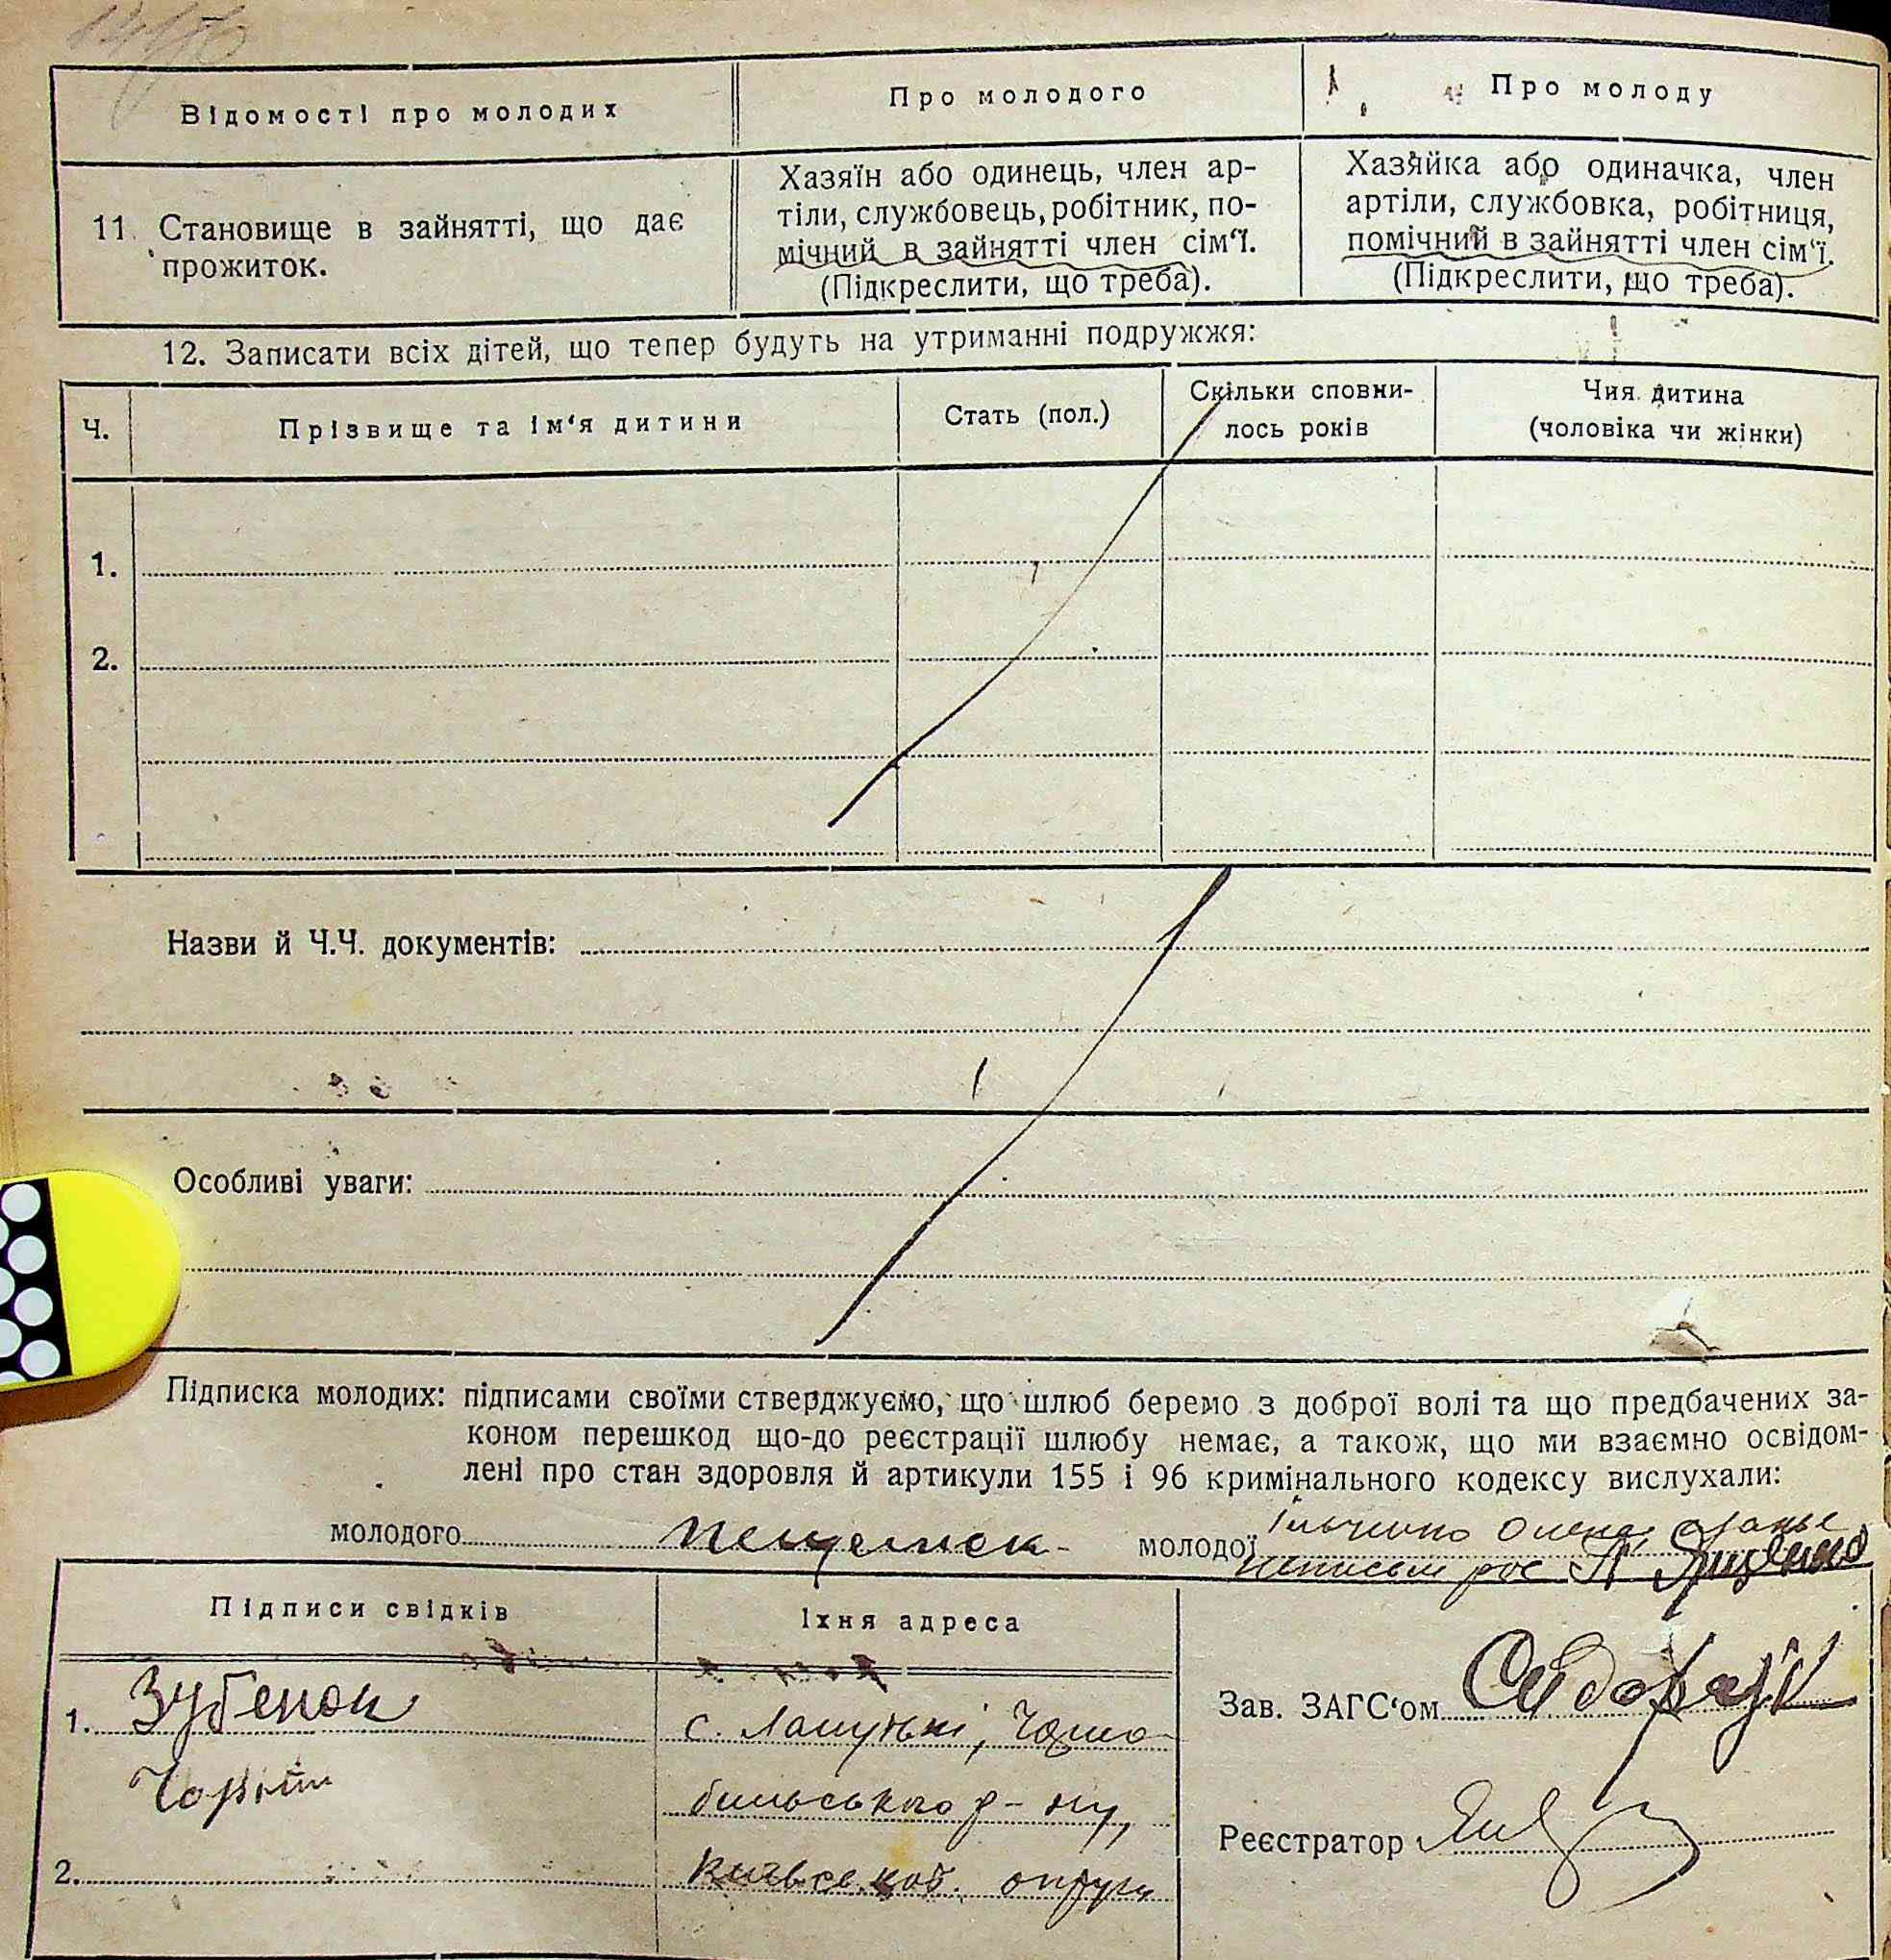 Відомості про молодих
Про молодого
Про молоду
11. Становище в зайнятті, що дає
прожиток.
Хазяїн або одинець, член ар-
тіли, службовець, робітник, по-
мічний в зайнятті член сім'ї.
(Підкреслити, що треба).
Хазяйка або одиначка, член
артіли, службовка, робітниця,
помічний в зайнятті член сім'ї.
(Підкреслити, що треба).
12. Записати всіх дітей, що тепер будуть на утриманні подружжя:
Ч.
Прізвище та ім'я дитини
Стать (пол.)
Скільки сповни-
лось років
Чия дитина
(чоловіка чи жінки)
1.
2.
Назви й Ч.Ч. документів:
Особливі уваги:
Підписка молодих: підписами своїми стверджуємо, що шлюб беремо з доброї волі та що предбачених за-
коном перешкод що-до реєстрації шлюбу немає, а також, що ми взаємно освідом-
лені про стан здоровля й артикули 155 і 96 кримінального кодексу вислухали:
молодого
молодої
Підписи свідків
Їхня адреса
1. Зубенок
с. Лапутьки, Чорно
бильського р-ну,
2.
округи
Зав. ЗАГС'ом
Реєстратор